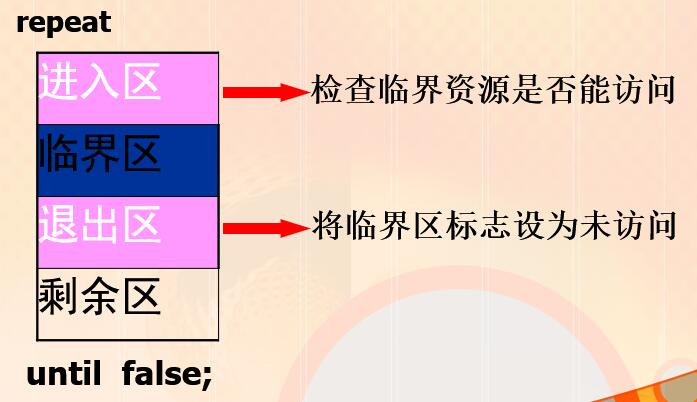 repeat
进入区
检查临界资源是否能访问
临界区
退出区
将临界区标志设为未访问
剩余区
until false;